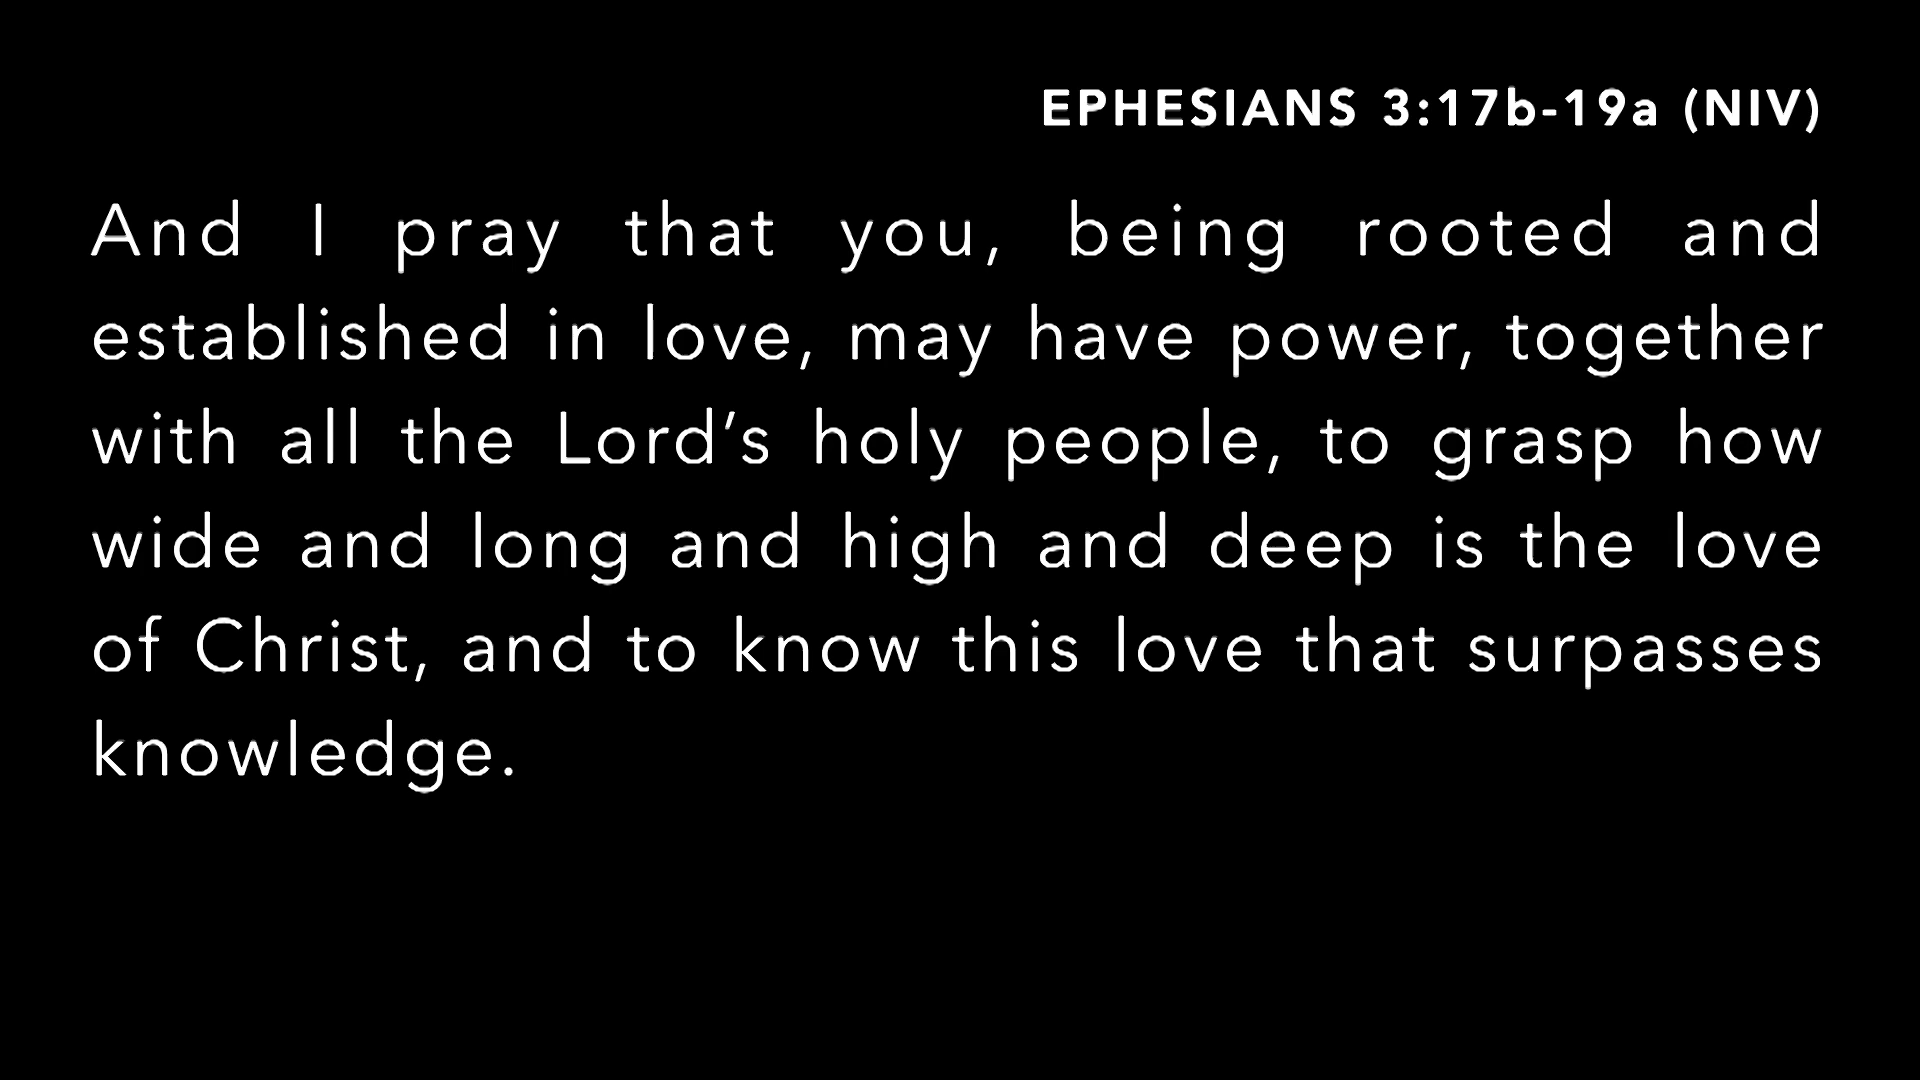 EPHESIANS 3:17b-19a (NIV)
And I pray that you, being rooted and
established in love, may have power, together
with all the Lord’s holy people, to grasp how
wide and long and high and deep is the love
of Christ, and to know this love that surpasses
knowledge.